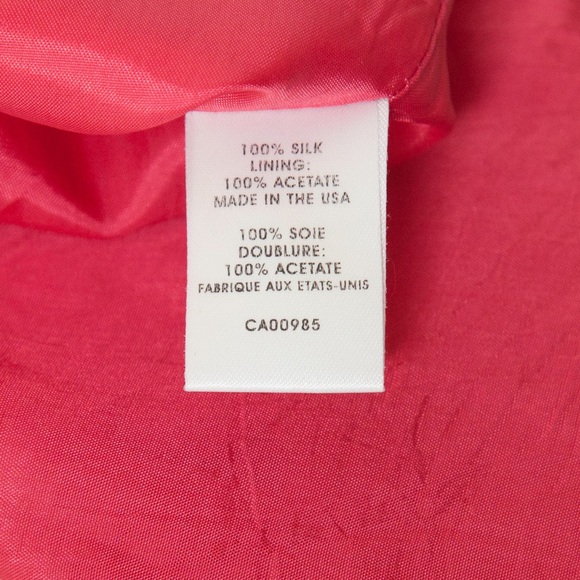 100% SILK
LINING:
100% ACETATE
MADE IN THE USA
100% SOIE
DOUBLURE:
100% ACETATE
FABRIQUE AUX ETATS-UNIS
CA00985